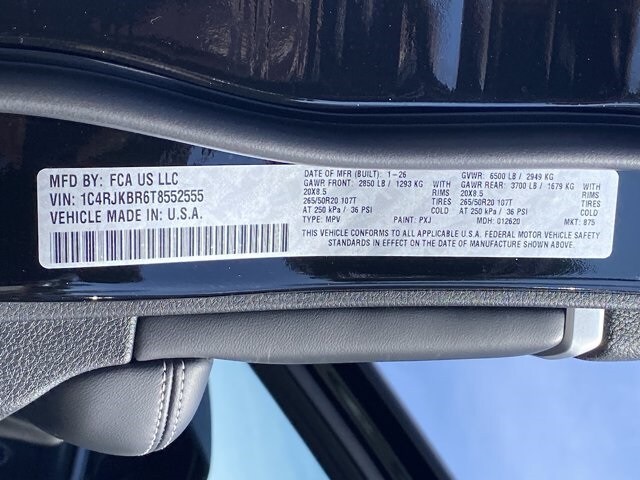 MFD BY: FCA US LLC
VIN: 1C4RJKBR6T8552555
VEHICLE MADE IN: U.S.A.
DATE OF MFR (BUILT): 1-26 GVWR: 6500 LB / 2949 KG
GAWR FRONT: 2850 LB / 1293 KG WITH GAWR REAR: 3700 LB / 1679 KG WITH
20X8.5 RIMS 20X8.5 RIMS
265/50R20 107T TIRES 265/50R20 107T TIRES
AT 250 kPa / 36 PSI AT 250 kPa / 36 PSI
TYPE: MPV PAINT: PXJ MDH: 012620 MKT: 875
THIS VEHICLE CONFORMS TO ALL APPLICABLE U.S.A. FEDERAL MOTOR VEHICLE SAFETY
STANDARDS IN EFFECT ON THE DATE OF MANUFACTURE SHOWN ABOVE.